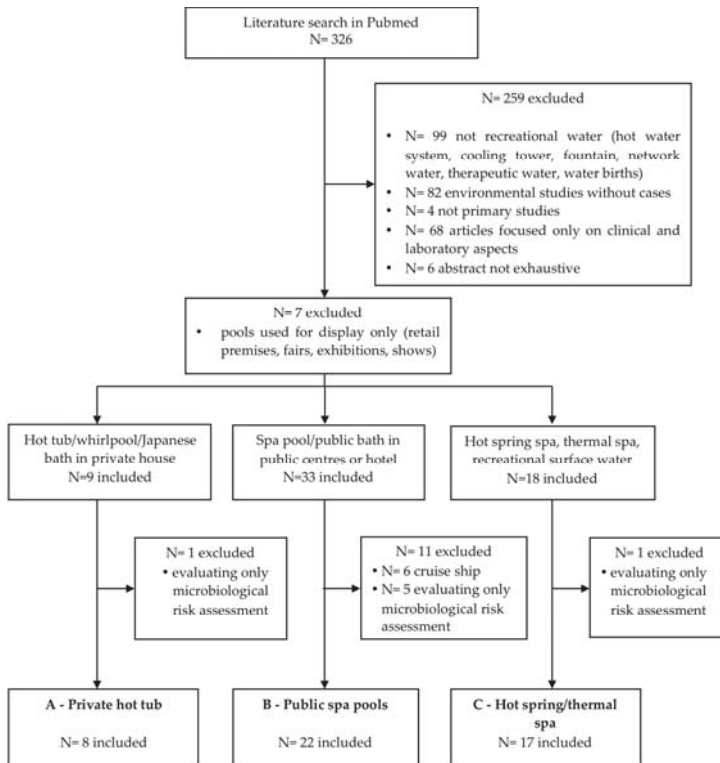 Literature search in Pubmed
N= 326
N= 259 excluded
• N= 99 not recreational water (hot water
system, cooling tower, fountain, network
water, therapeutic water, water births)
• N= 82 environmental studies without cases
• N= 4 not primary studies
• N= 68 articles focused only on clinical and
laboratory aspects
• N= 6 abstract not exhaustive
N= 7 excluded
• pools used for display only (retail
premises, fairs, exhibitions, shows)
Hot tub/whirlpool/Japanese
bath in private house
N=9 included
Spa pool/public bath in
public centres or hotel
N=33 included
Hot spring spa, thermal spa,
recreational surface water
N=18 included
N= 1 excluded
• evaluating only
microbiological
risk assessment
N= 11 excluded
• N= 6 cruise ship
• N= 5 evaluating only
microbiological risk
assessment
N= 1 excluded
• evaluating only
microbiological
risk assessment
A - Private hot tub
N= 8 included
B - Public spa pools
N= 22 included
C - Hot spring/thermal
spa
N= 17 included